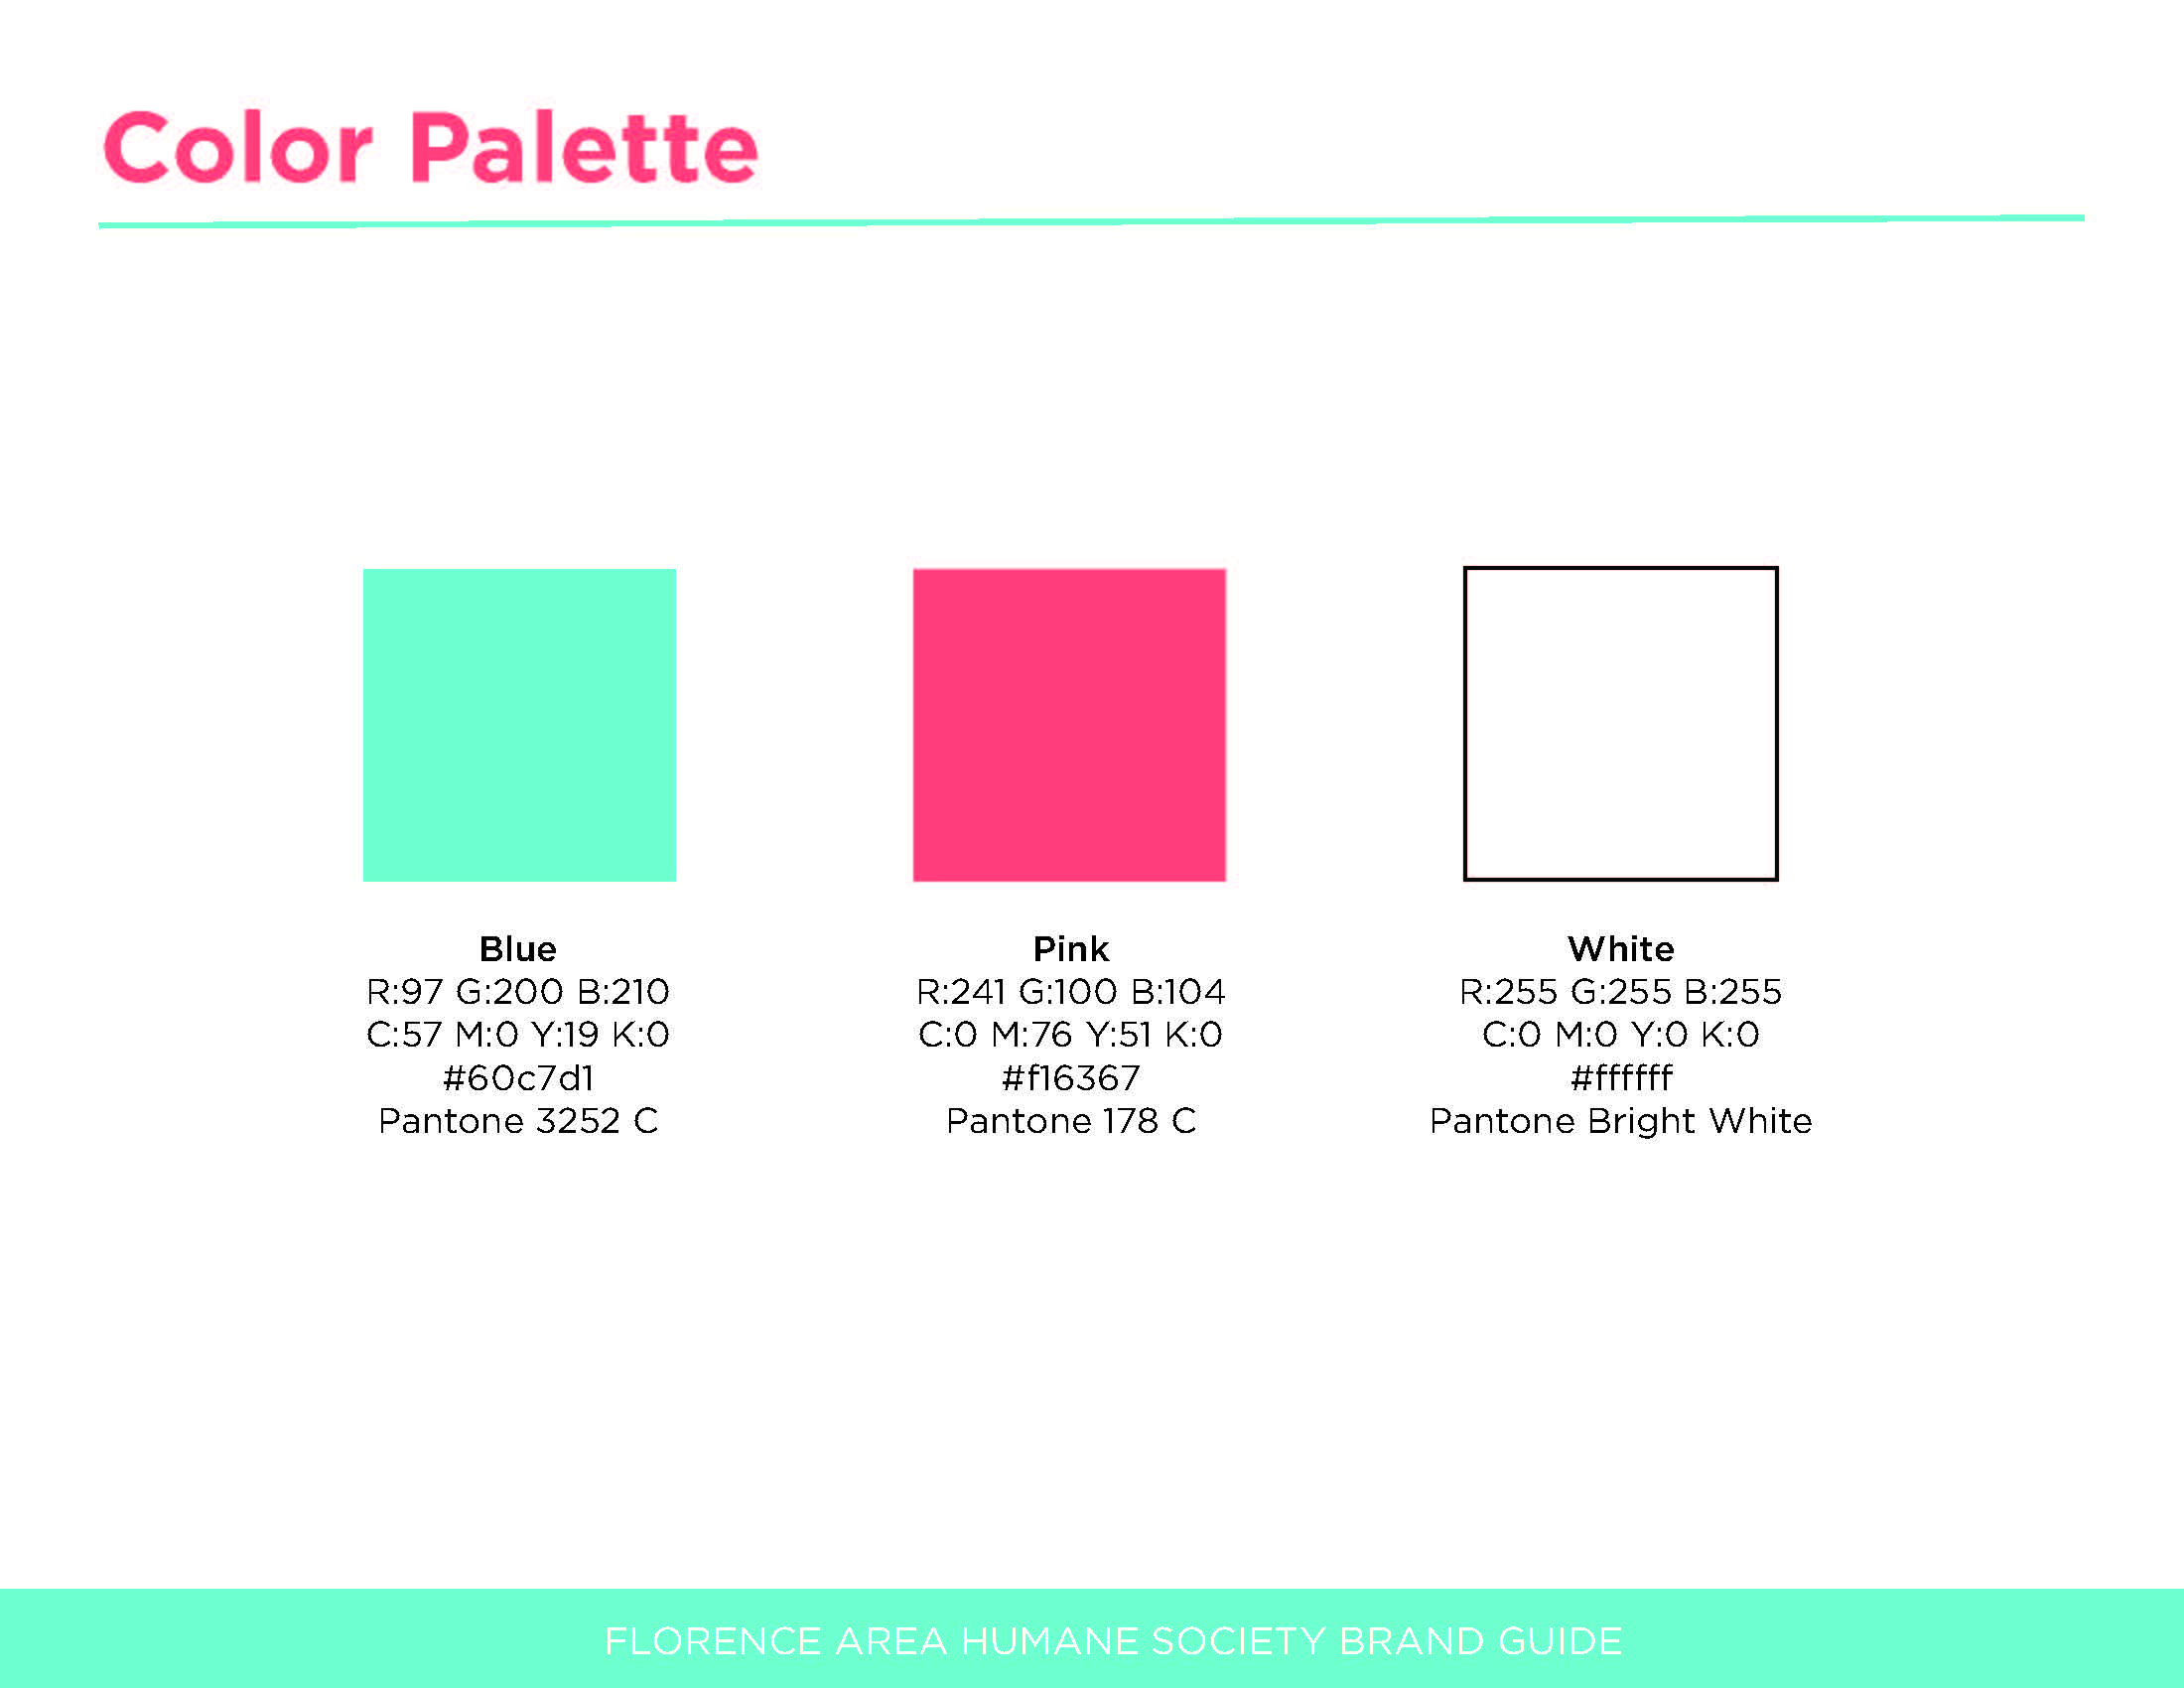 Color Palette
Blue
R:97 G:200 B:210
C:57 M:0 Y:19 K:0
#60c7d1
Pantone 3252 C
Pink
R:241 G:100 B:104
C:0 M:76 Y:51 K:0
#f16367
Pantone 178 C
White
R:255 G:255 B:255
C:0 M:0 Y:0 K:0
#ffffff
Pantone Bright White
FLORENCE AREA HUMANE SOCIETY BRAND GUIDE